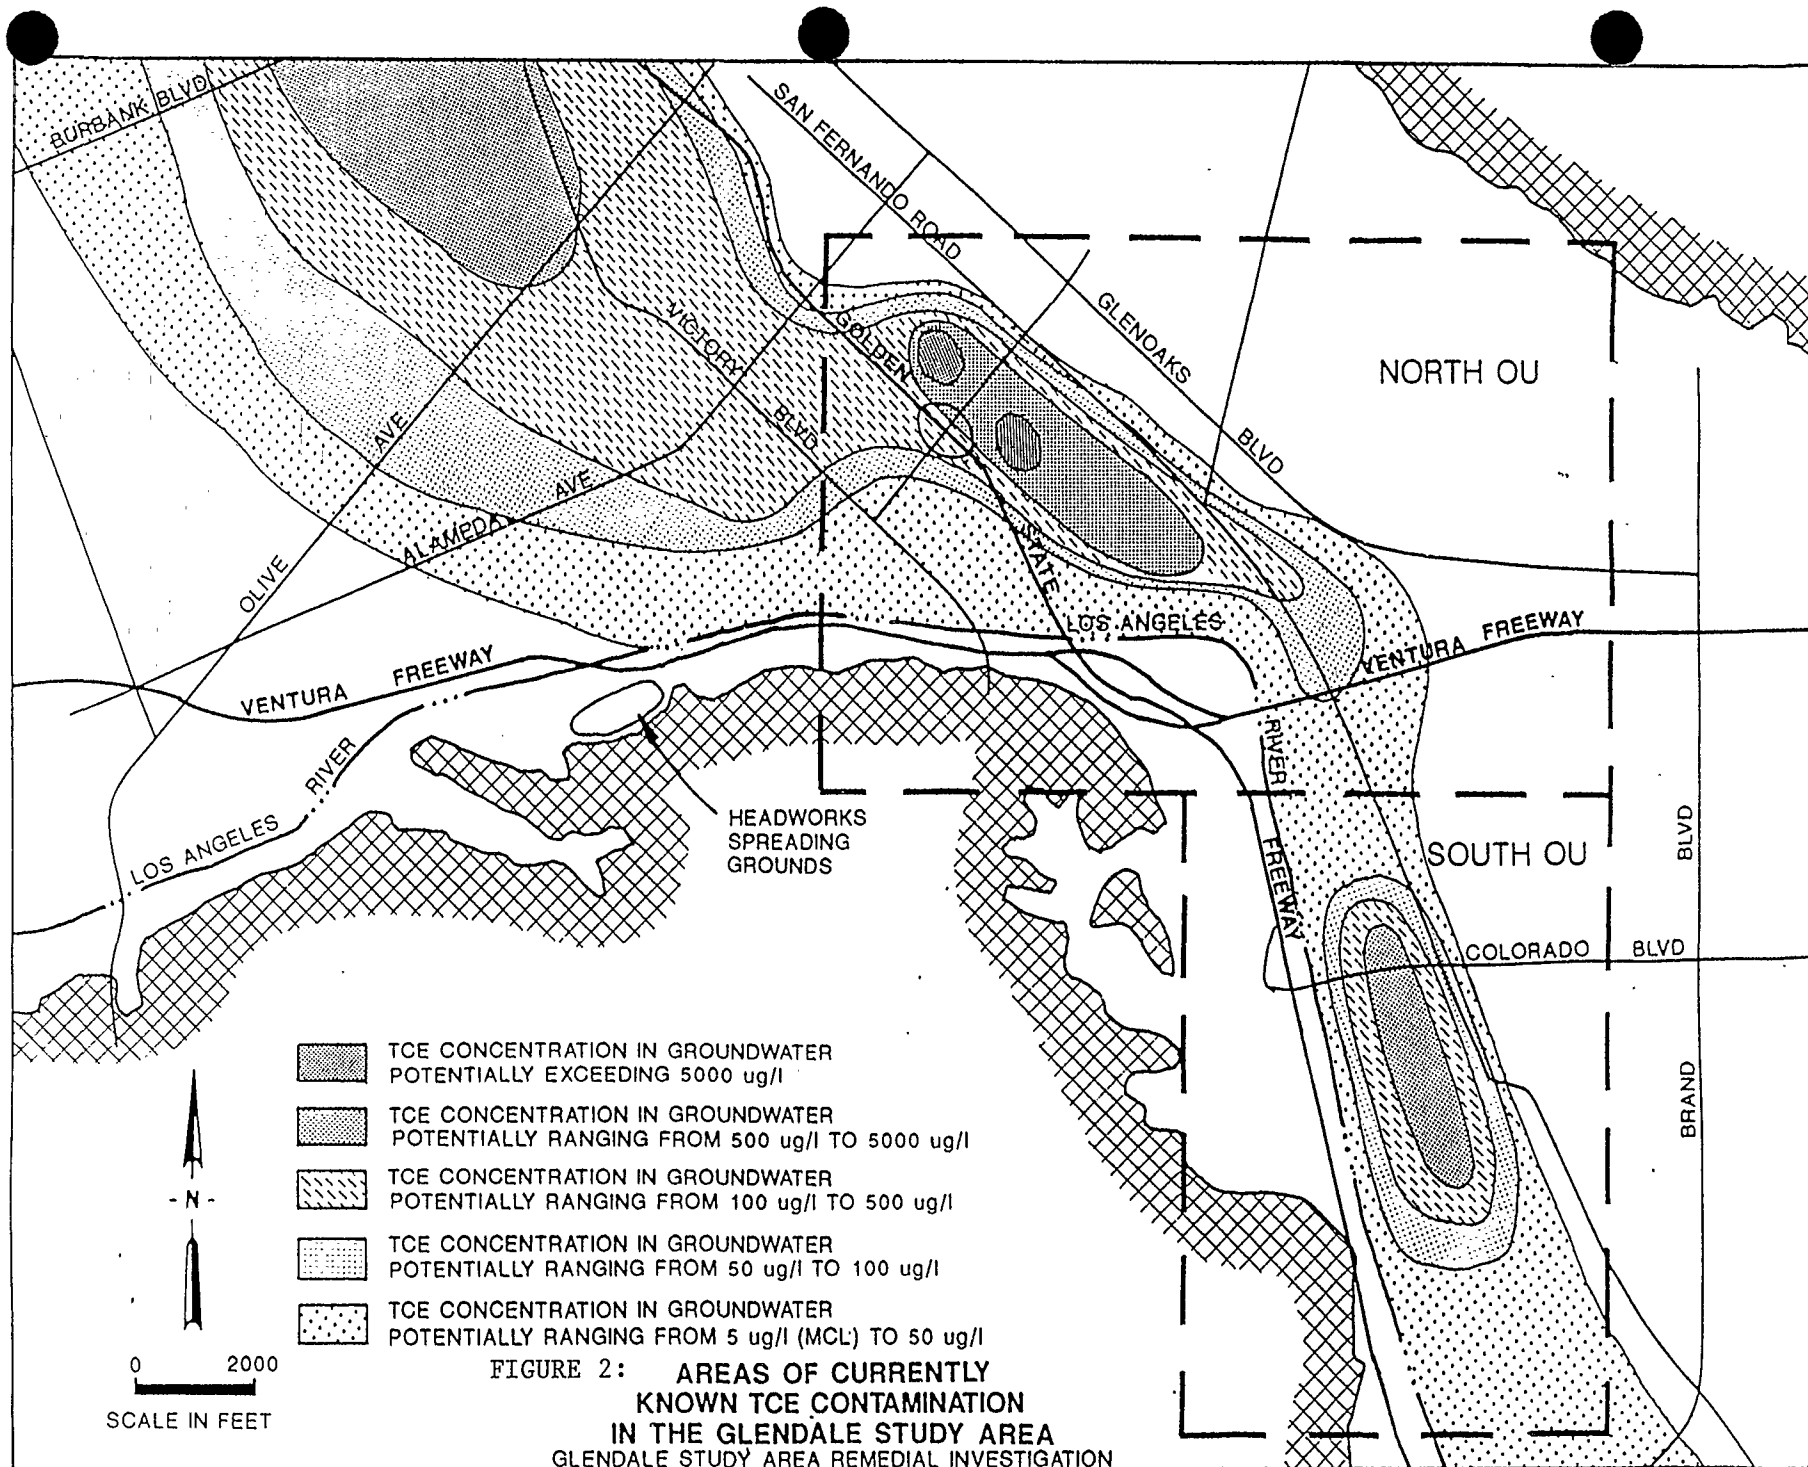 BURBANK BLVD
SAN FERNANDO ROAD
GLENOAKS
BLVD
GOLDEN
STATE
VICTORY
BLVD
NORTH OU
OLIVE
AVE
ALAMEDA
AVE
LOS ANGELES
RIVER
VENTURA
FREEWAY
VENTURA
FREEWAY
LOS ANGELES
RIVER
FREEWAY
HEADWORKS
SPREADING
GROUNDS
SOUTH OU
BLVD
BRAND
COLORADO
BLVD
TCE CONCENTRATION IN GROUNDWATER
POTENTIALLY EXCEEDING 5000 ug/l
TCE CONCENTRATION IN GROUNDWATER
POTENTIALLY RANGING FROM 500 ug/l TO 5000 ug/l
TCE CONCENTRATION IN GROUNDWATER
POTENTIALLY RANGING FROM 100 ug/l TO 500 ug/l
TCE CONCENTRATION IN GROUNDWATER
POTENTIALLY RANGING FROM 50 ug/l TO 100 ug/l
TCE CONCENTRATION IN GROUNDWATER
POTENTIALLY RANGING FROM 5 ug/l (MCL) TO 50 ug/l
- N -
0 2000
SCALE IN FEET
FIGURE 2: AREAS OF CURRENTLY
KNOWN TCE CONTAMINATION
IN THE GLENDALE STUDY AREA
GLENDALE STUDY AREA REMEDIAL INVESTIGATION